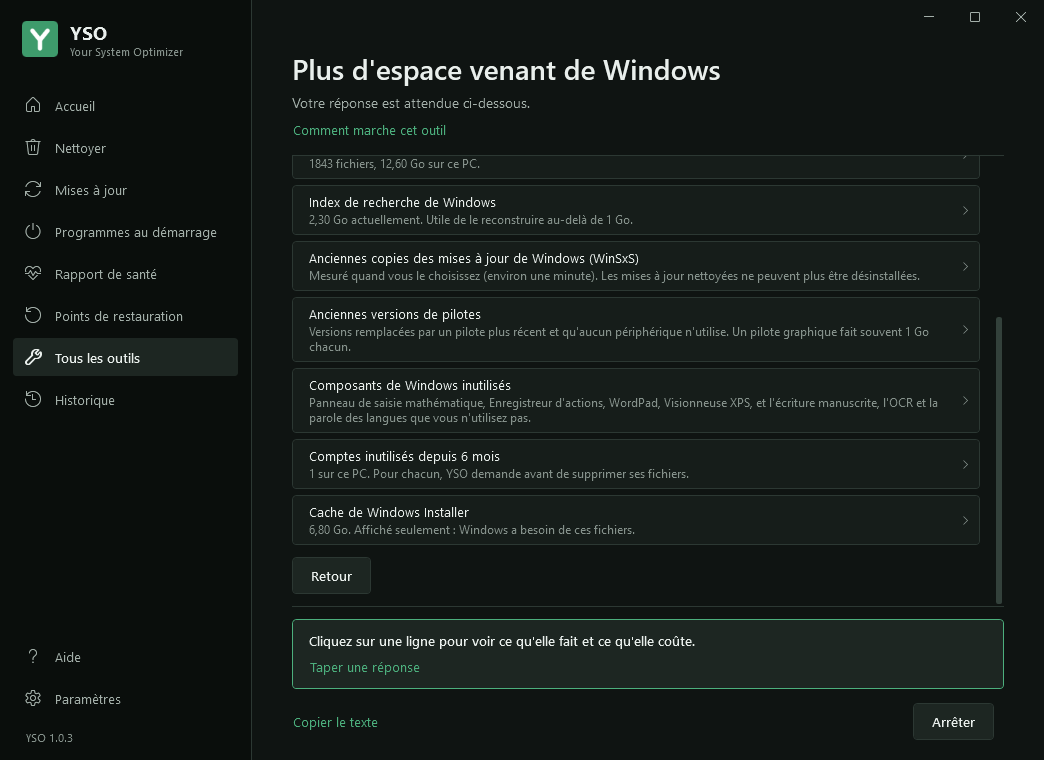 YSO
Your System Optimizer
Accueil
Nettoyer
Mises à jour
Programmes au démarrage
Rapport de santé
Points de restauration
Tous les outils
Historique
Aide
Paramètres
YSO 1.0.3
Plus d'espace venant de Windows
Votre réponse est attendue ci-dessous.
Comment marche cet outil
1843 fichiers, 12,60 Go sur ce PC.
Index de recherche de Windows
2,30 Go actuellement. Utile de le reconstruire au-delà de 1 Go.
Anciennes copies des mises à jour de Windows (WinSxS)
Mesuré quand vous le choisissez (environ une minute). Les mises à jour nettoyées ne peuvent plus être désinstallées.
Anciennes versions de pilotes
Versions remplacées par un pilote plus récent et qu'aucun périphérique n'utilise. Un pilote graphique fait souvent 1 Go
chacun.
Composants de Windows inutilisés
Panneau de saisie mathématique, Enregistreur d'actions, WordPad, Visionneuse XPS, et l'écriture manuscrite, l'OCR et la
parole des langues que vous n'utilisez pas.
Comptes inutilisés depuis 6 mois
1 sur ce PC. Pour chacun, YSO demande avant de supprimer ses fichiers.
Cache de Windows Installer
6,80 Go. Affiché seulement : Windows a besoin de ces fichiers.
Retour
Cliquez sur une ligne pour voir ce qu'elle fait et ce qu'elle coûte.
Taper une réponse
Copier le texte
Arrêter